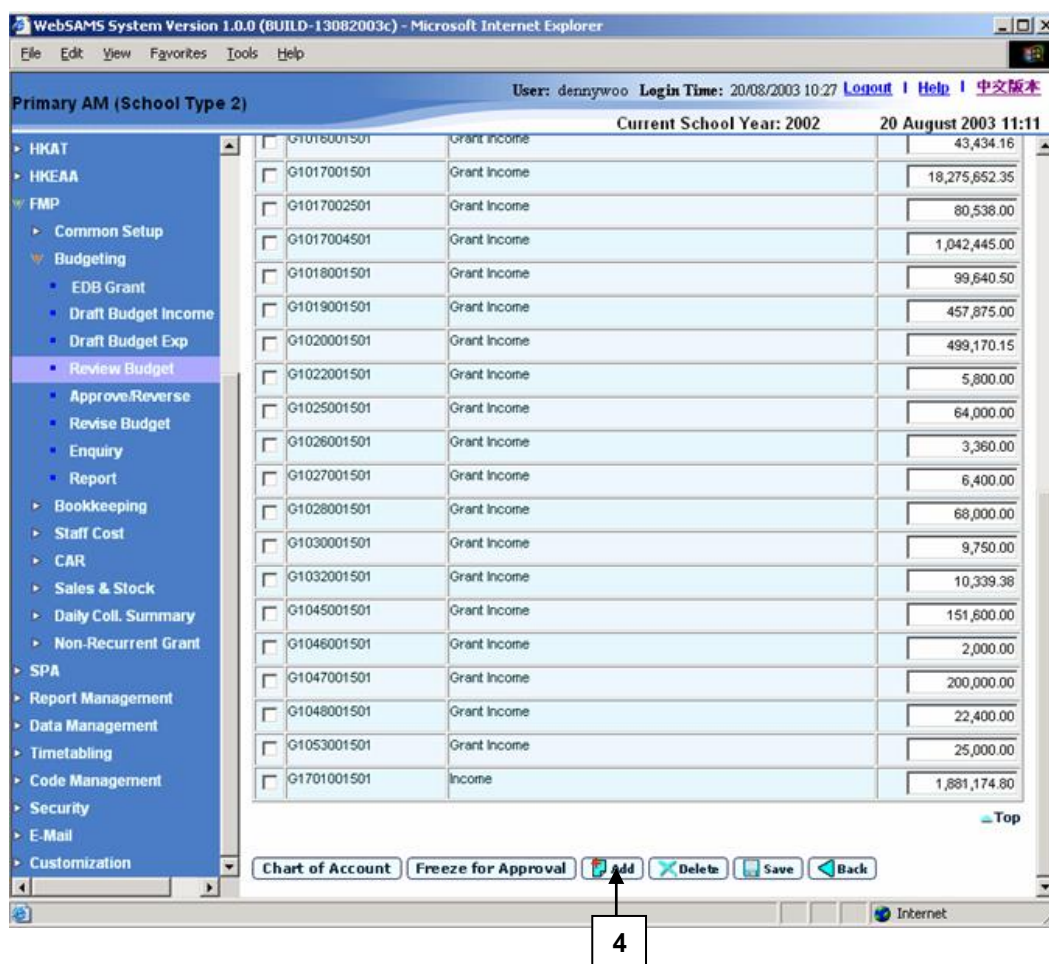 WebSAMS System Version 1.0.0 (BUILD-13082003c) - Microsoft Internet Explorer
File Edit View Favorites Tools Help
Primary AM (School Type 2)
User: dennywoo Login Time: 20/08/2003 10:27 Logout | Help | 中文版本
Current School Year: 2002 20 August 2003 11:11
HKAT
HKEAA
FMP
Common Setup
Budgeting
EDB Grant
Draft Budget Income
Draft Budget Exp
Review Budget
Approve/Reverse
Revise Budget
Enquiry
Report
Bookkeeping
Staff Cost
CAR
Sales & Stock
Daily Coll. Summary
Non-Recurrent Grant
SPA
Report Management
Data Management
Timetabling
Code Management
Security
E-Mail
Customization
G1016001501 Grant Income 43,434.16
G1017001501 Grant Income 18,275,652.35
G1017002501 Grant Income 80,538.00
G1017004501 Grant Income 1,042,445.00
G1018001501 Grant Income 99,640.50
G1019001501 Grant Income 457,875.00
G1020001501 Grant Income 499,170.15
G1022001501 Grant Income 5,800.00
G1025001501 Grant Income 64,000.00
G1026001501 Grant Income 3,360.00
G1027001501 Grant Income 6,400.00
G1028001501 Grant Income 68,000.00
G1030001501 Grant Income 9,750.00
G1032001501 Grant Income 10,339.38
G1045001501 Grant Income 151,600.00
G1046001501 Grant Income 2,000.00
G1047001501 Grant Income 200,000.00
G1048001501 Grant Income 22,400.00
G1053001501 Grant Income 25,000.00
G1701001501 Income 1,881,174.80
Top
Chart of Account Freeze for Approval Add Delete Save Back
Internet
4